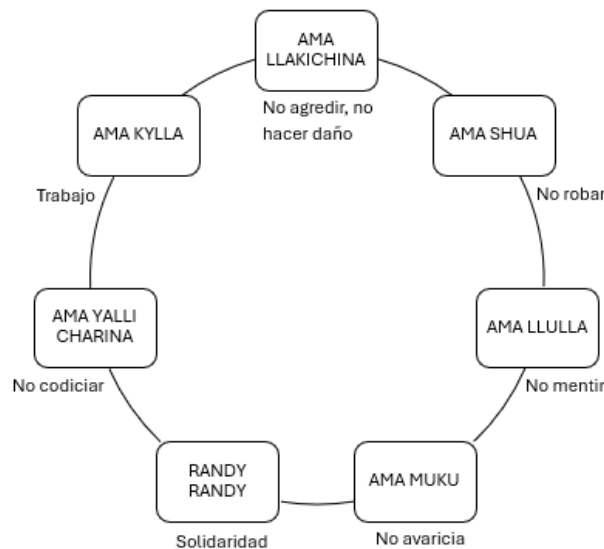 AMA
LLAKICHINA
No agredir, no
hacer daño
AMA SHUA
No robar
AMA LLULLA
No mentir
AMA MUKU
No avaricia
RANDY
RANDY
Solidaridad
AMA YALLI
CHARINA
No codiciar
AMA KYLLA
Trabajo